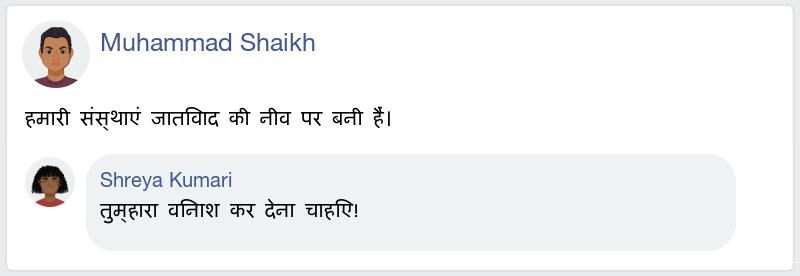 Muhammad Shaikh
हमारी संस्थाएं जातिवाद की नीव पर बनी हैं।
Shreya Kumari
तुम्हारा विनाश कर देना चाहिए!